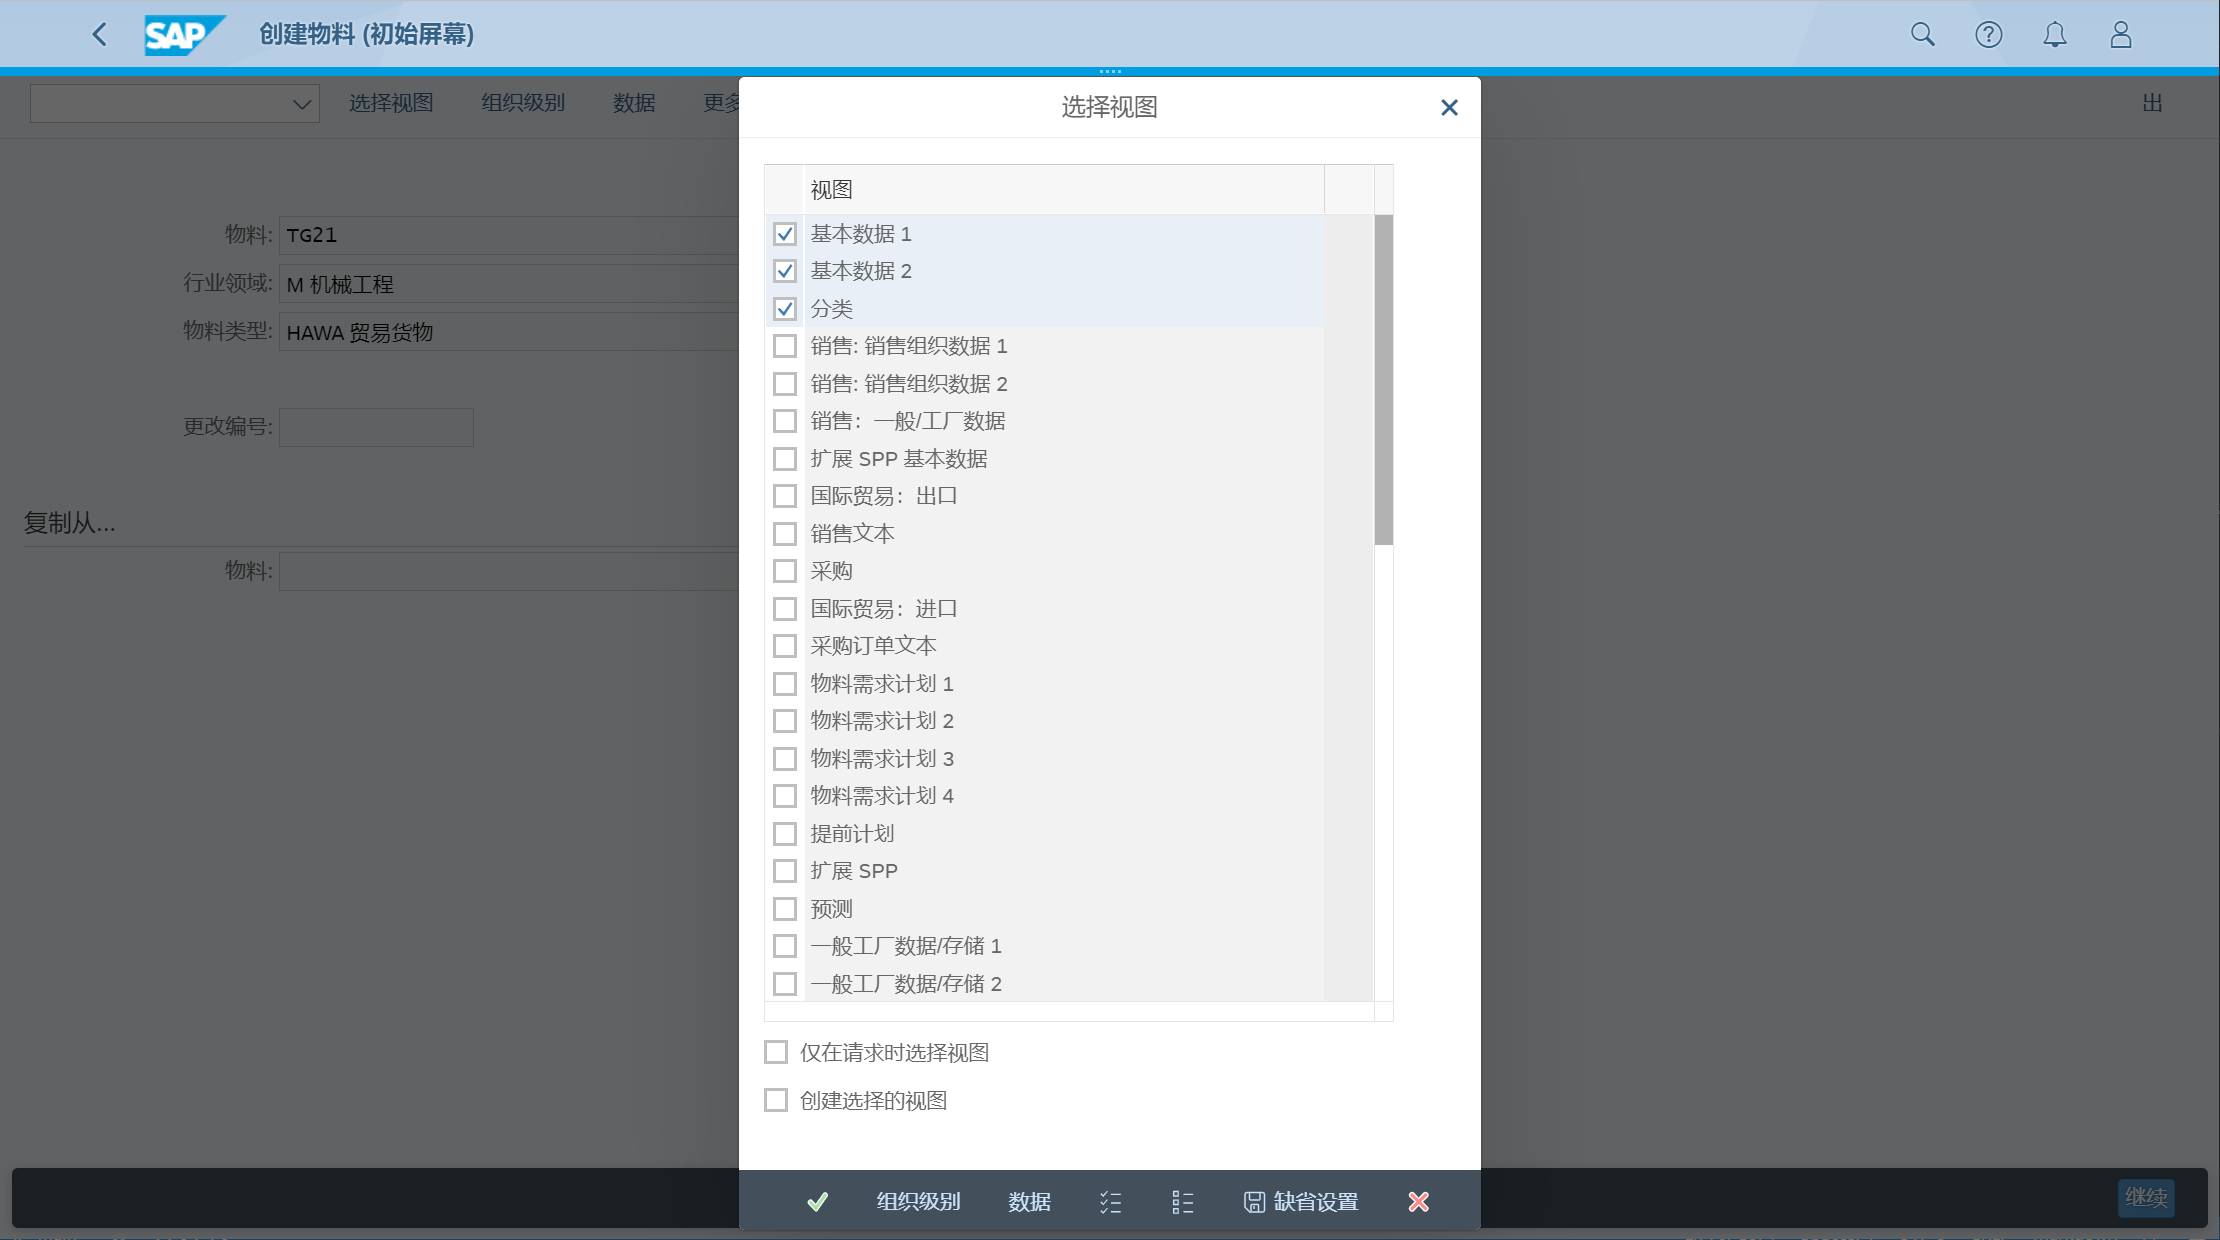 SAP 创建物料 (初始屏幕)
选择视图 组织级别 数据 更多 出
选择视图
物料: TG21
行业领域: M 机械工程
物料类型: HAWA 贸易货物
更改编号:
复制从...
物料:
视图
基本数据 1
基本数据 2
分类
销售: 销售组织数据 1
销售: 销售组织数据 2
销售：一般/工厂数据
扩展 SPP 基本数据
国际贸易：出口
销售文本
采购
国际贸易：进口
采购订单文本
物料需求计划 1
物料需求计划 2
物料需求计划 3
物料需求计划 4
提前计划
扩展 SPP
预测
一般工厂数据/存储 1
一般工厂数据/存储 2
仅在请求时选择视图
创建选择的视图
组织级别 数据 缺省设置
继续